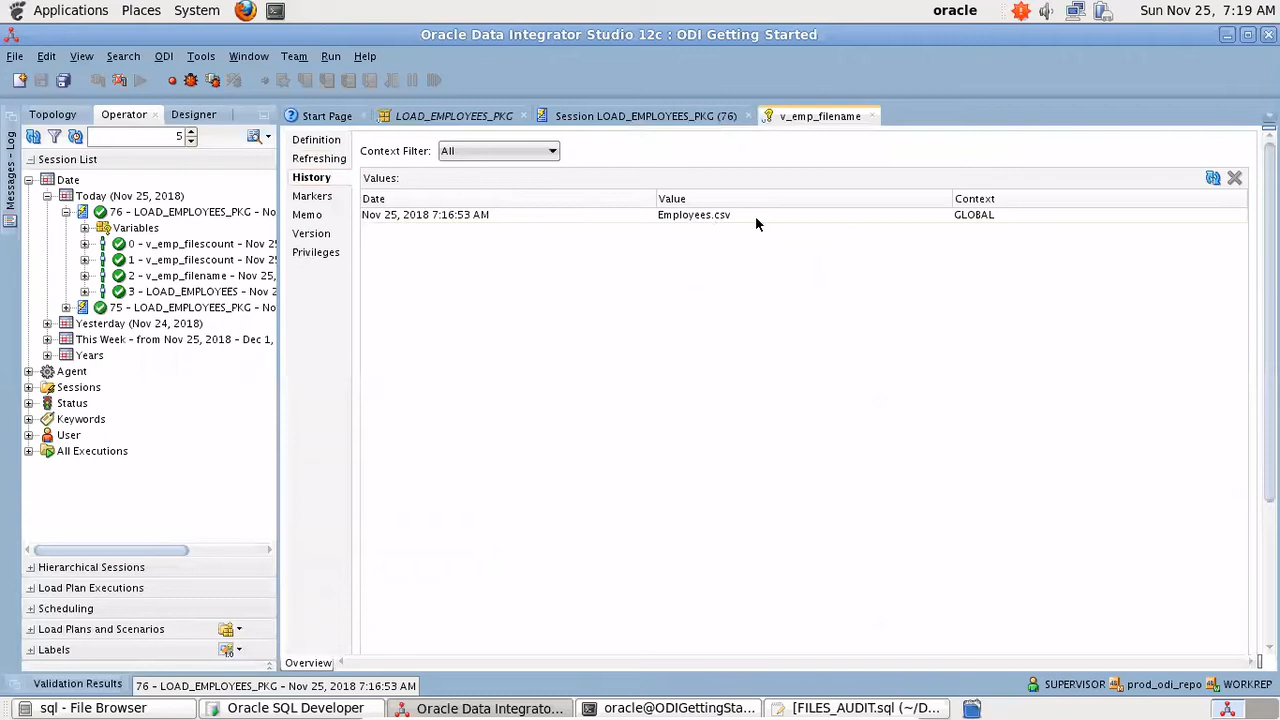 Applications Places System oracle Sun Nov 25, 7:19 AM
Oracle Data Integrator Studio 12c : ODI Getting Started
File Edit View Search ODI Tools Window Team Run Help
Topology Operator Designer Start Page LOAD_EMPLOYEES_PKG Session LOAD_EMPLOYEES_PKG (76) v_emp_filename
5
Messages - Log
Session List
Date
Today (Nov 25, 2018)
76 - LOAD_EMPLOYEES_PKG - No
Variables
0 - v_emp_filescount - Nov 25
1 - v_emp_filescount - Nov 25
2 - v_emp_filename - Nov 25,
3 - LOAD_EMPLOYEES - Nov 2
75 - LOAD_EMPLOYEES_PKG - No
Yesterday (Nov 24, 2018)
This Week - from Nov 25, 2018 - Dec 1,
Years
Agent
Sessions
Status
Keywords
User
All Executions
Hierarchical Sessions
Load Plan Executions
Scheduling
Load Plans and Scenarios
Labels
Definition
Refreshing
History
Markers
Memo
Version
Privileges
Context Filter: All
Values:
Date Value Context
Nov 25, 2018 7:16:53 AM Employees.csv GLOBAL
Overview
Validation Results 76 - LOAD_EMPLOYEES_PKG - Nov 25, 2018 7:16:53 AM SUPERVISOR prod_odi_repo WORKREP
sql - File Browser Oracle SQL Developer Oracle Data Integrato... oracle@ODIGettingSta... [FILES_AUDIT.sql (~/D...